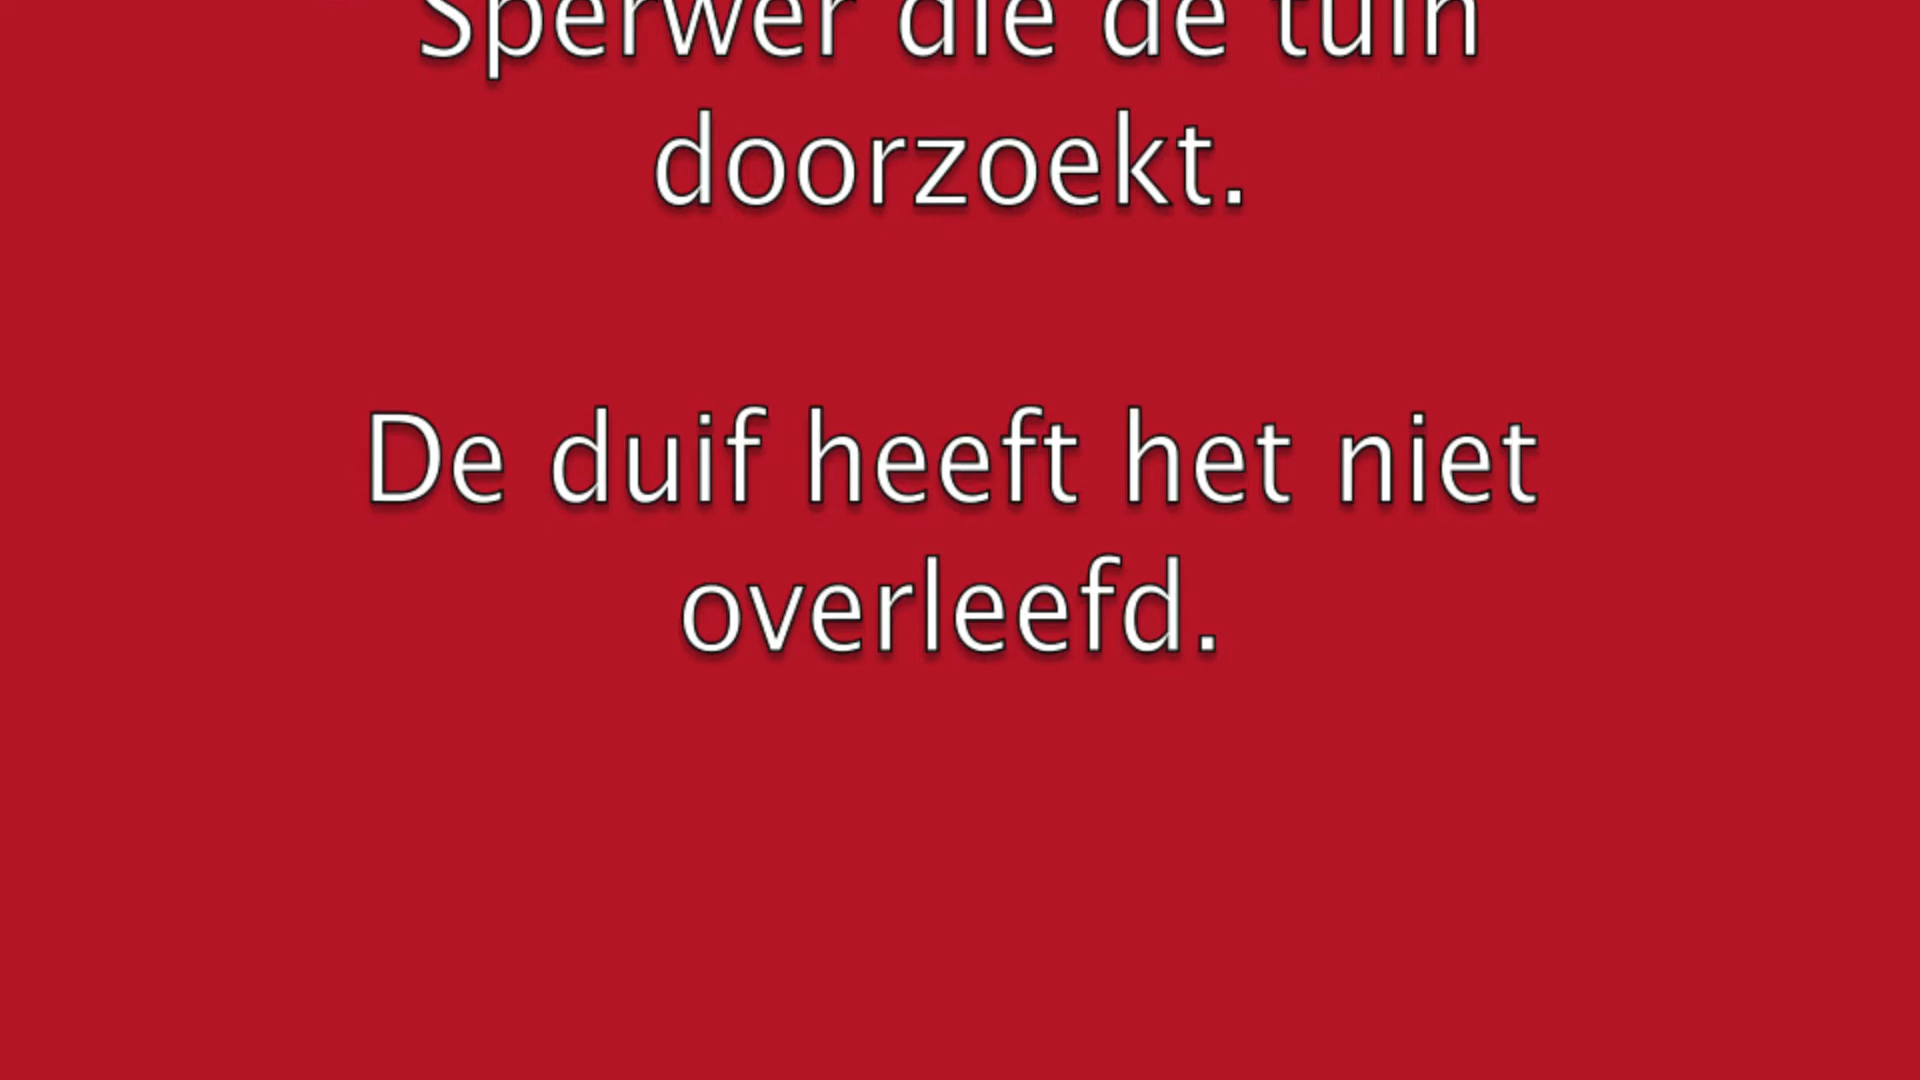 Sperwer die de tuin
doorzoekt.
De duif heeft het niet
overleefd.